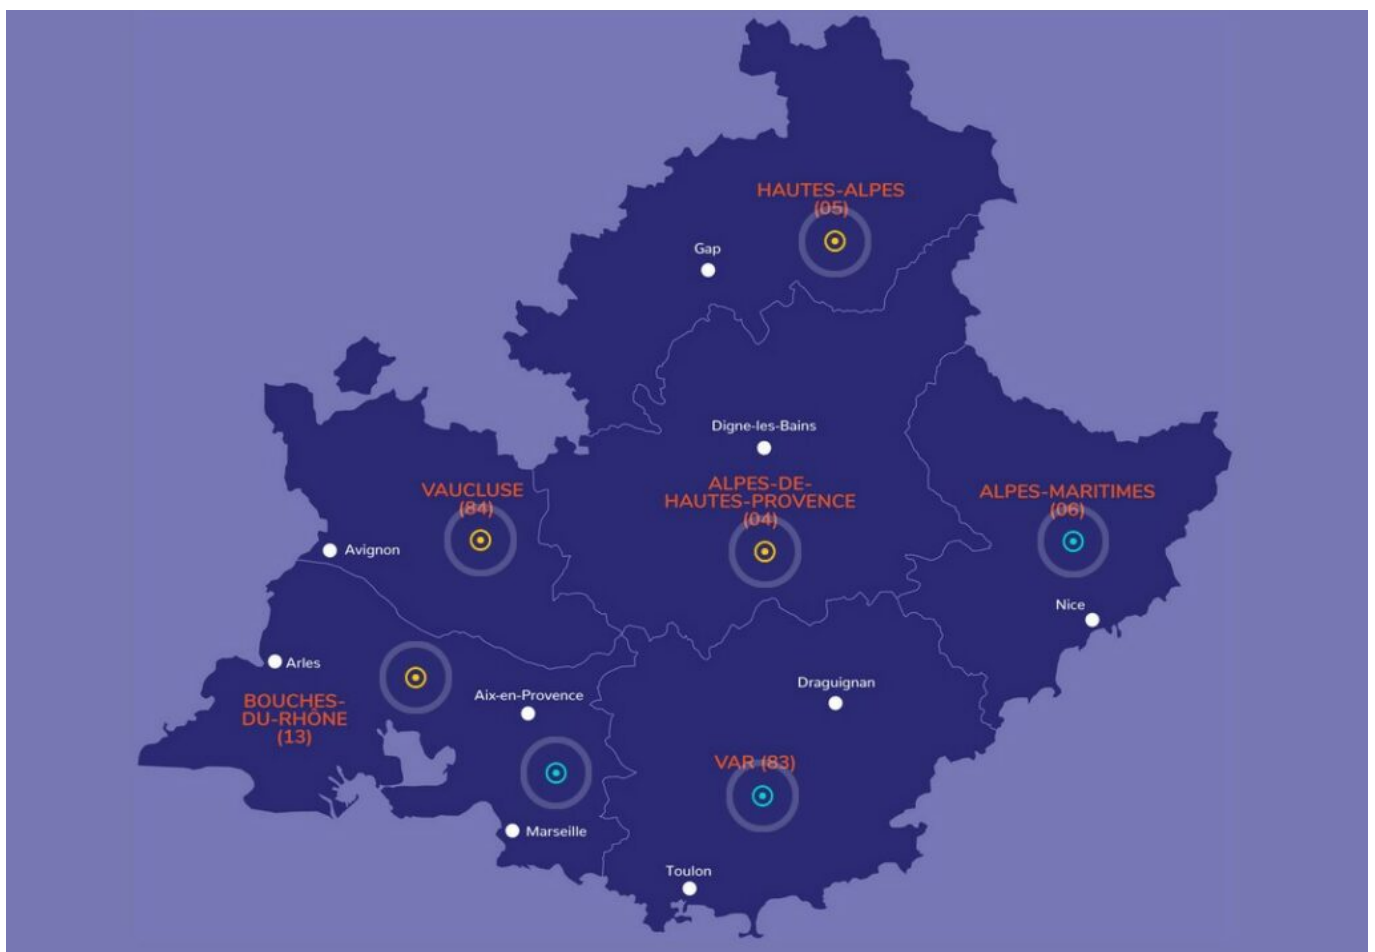 HAUTES-ALPES
(05)
Gap
Digne-les-Bains
ALPES-DE-
HAUTES-PROVENCE
(04)
VAUCLUSE
(84)
ALPES-MARITIMES
(06)
Avignon
Nice
Arles
Aix-en-Provence
Draguignan
BOUCHES-
DU-RHÔNE
(13)
VAR (83)
Marseille
Toulon